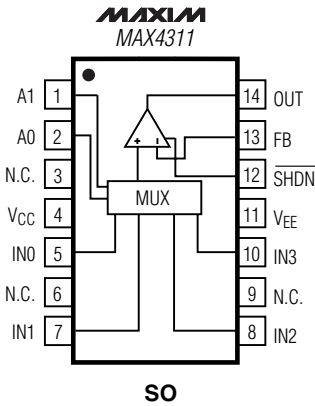 MAXIM
MAX4311
A1 1
A0 2
N.C. 3
VCC 4
IN0 5
N.C. 6
IN1 7
14 OUT
13 FB
12 SHDN
11 VEE
10 IN3
9 N.C.
8 IN2
+ −
MUX
SO